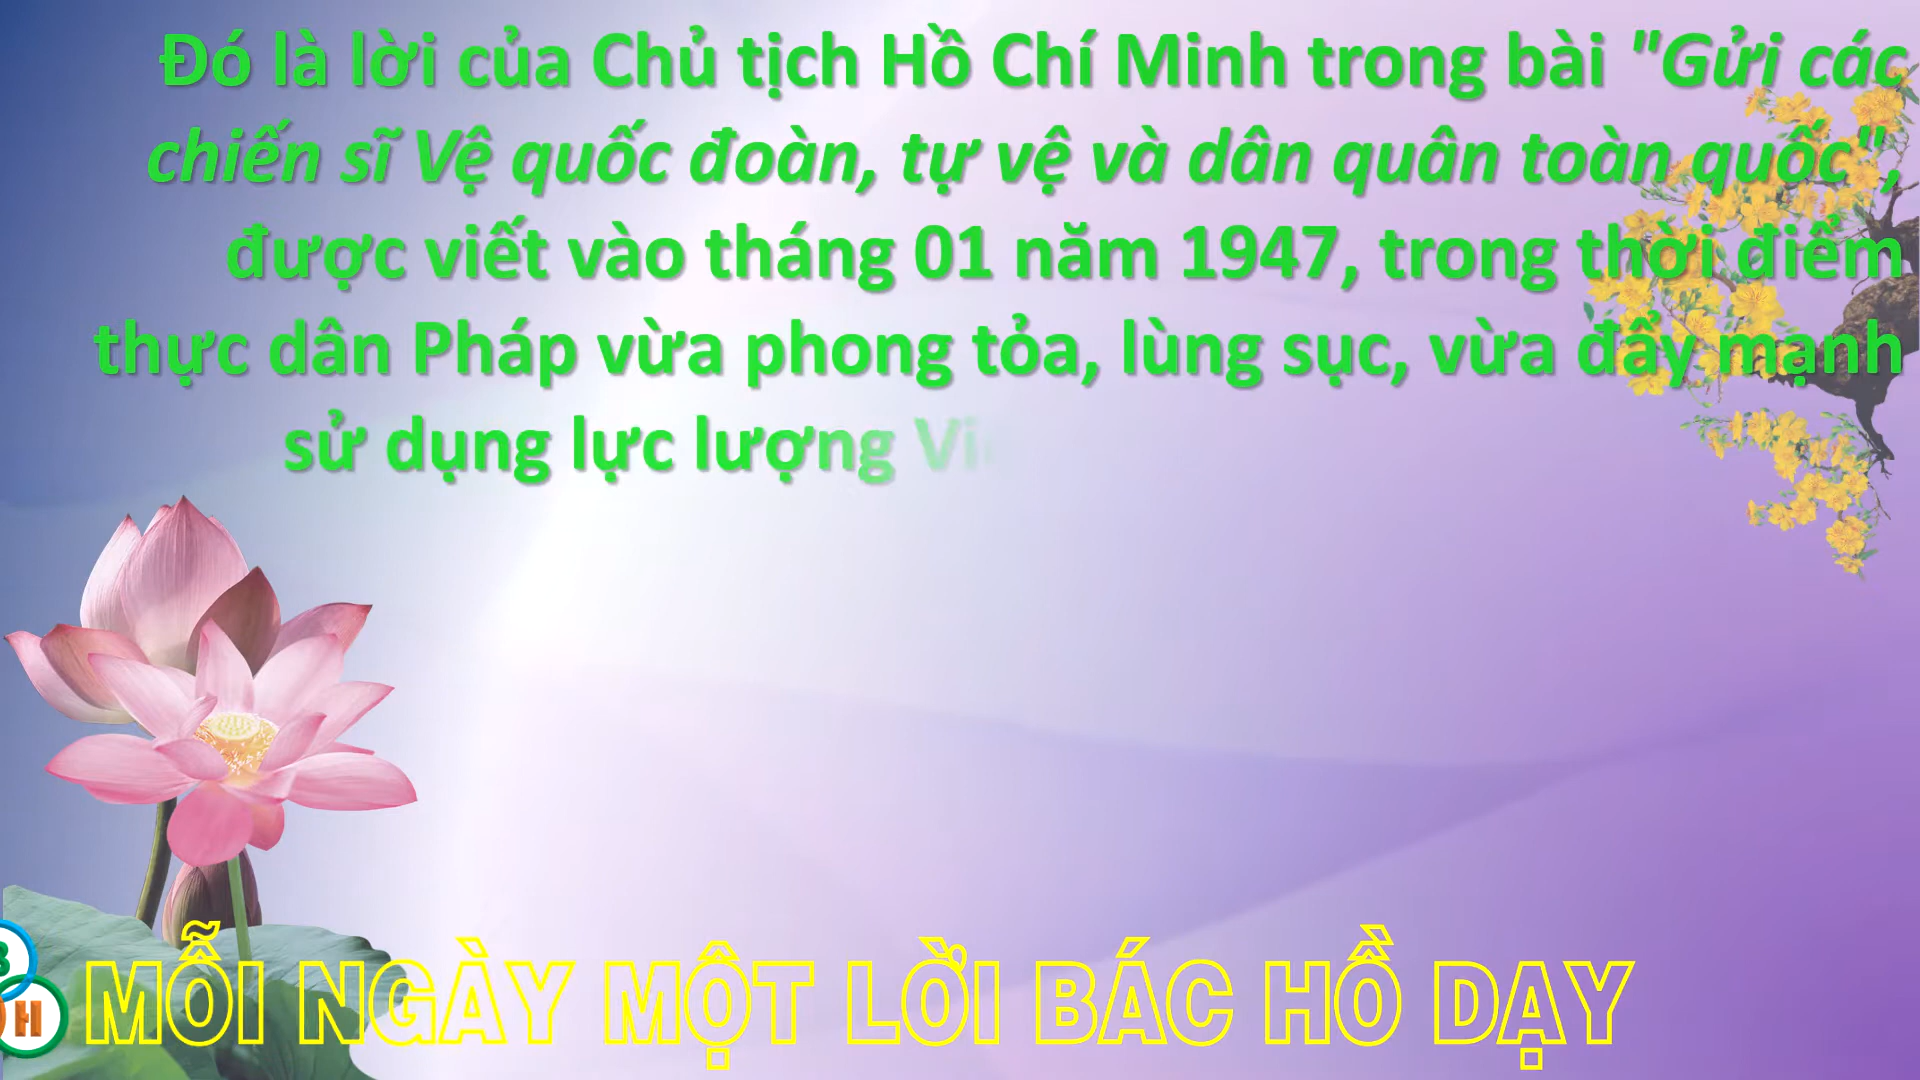 Đó là lời của Chủ tịch Hồ Chí Minh trong bài "Gửi các
chiến sĩ Vệ quốc đoàn, tự vệ và dân quân toàn quốc",
được viết vào tháng 01 năm 1947, trong thời điểm
thực dân Pháp vừa phong tỏa, lùng sục, vừa đẩy mạnh
sử dụng lực lượng
H
MỖI NGÀY MỘT LỜI BÁC HỒ DẠY